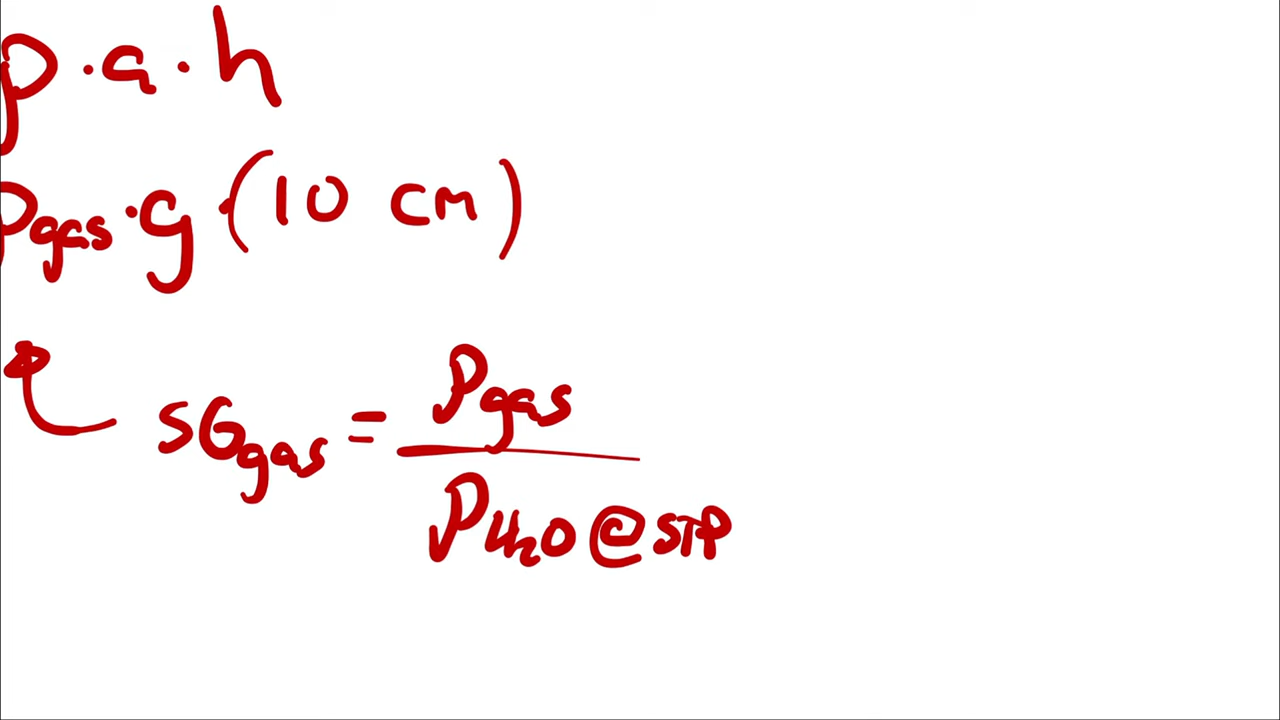 ρ · a · h
ρgas · g · (10 cm)
SGgas = ρgas / ρH2O @ STP